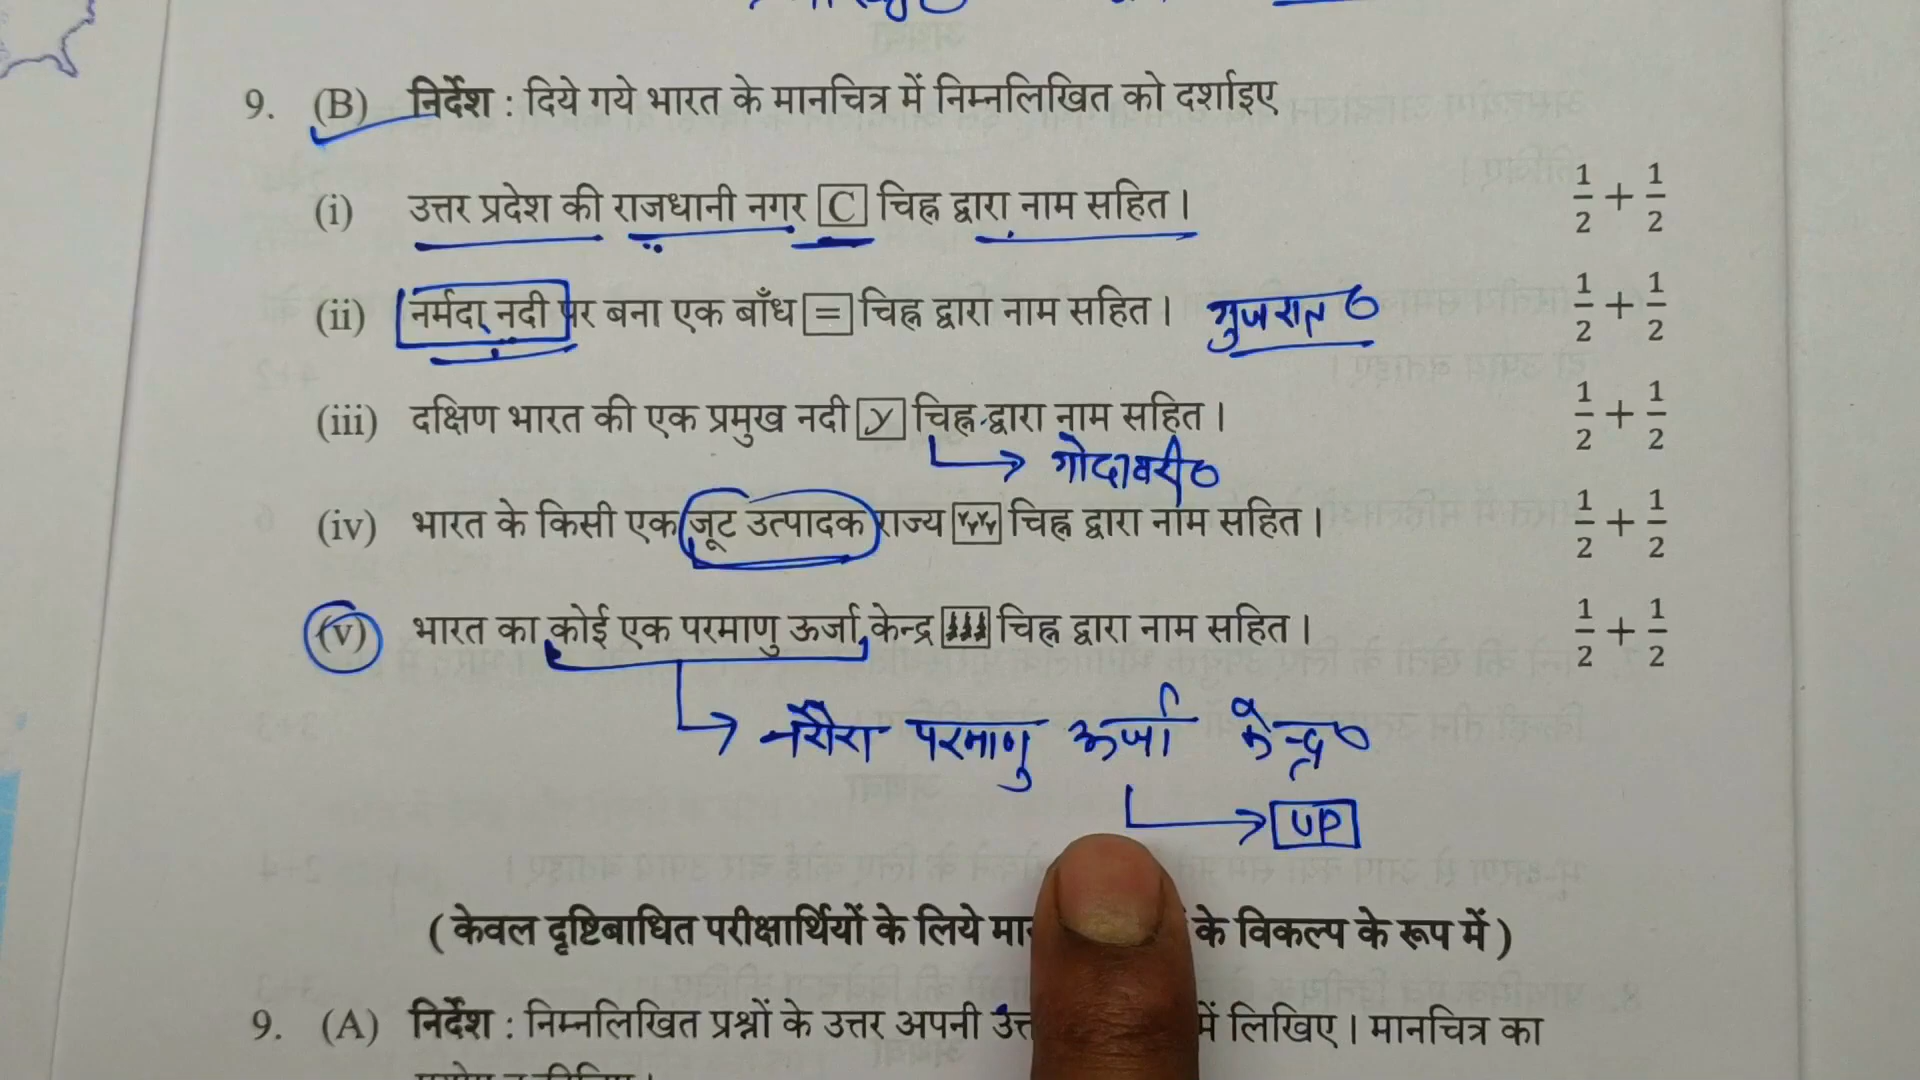 9. (B) निर्देश : दिये गये भारत के मानचित्र में निम्नलिखित को दर्शाइए
(i) उत्तर प्रदेश की राजधानी नगर C चिह्न द्वारा नाम सहित । 1/2 + 1/2
(ii) नर्मदा नदी पर बना एक बाँध = चिह्न द्वारा नाम सहित । गुजरात 1/2 + 1/2
(iii) दक्षिण भारत की एक प्रमुख नदी चिह्न द्वारा नाम सहित । 1/2 + 1/2
गोदावरी
(iv) भारत के किसी एक जूट उत्पादक राज्य चिह्न द्वारा नाम सहित । 1/2 + 1/2
(v) भारत का कोई एक परमाणु ऊर्जा केन्द्र चिह्न द्वारा नाम सहित । 1/2 + 1/2
नरौरा परमाणु ऊर्जा केन्द्र
UP
( केवल दृष्टिबाधित परीक्षार्थियों के लिये के विकल्प के रूप में )
9. (A) निर्देश : निम्नलिखित प्रश्नों के उत्तर अपनी में लिखिए । मानचित्र का